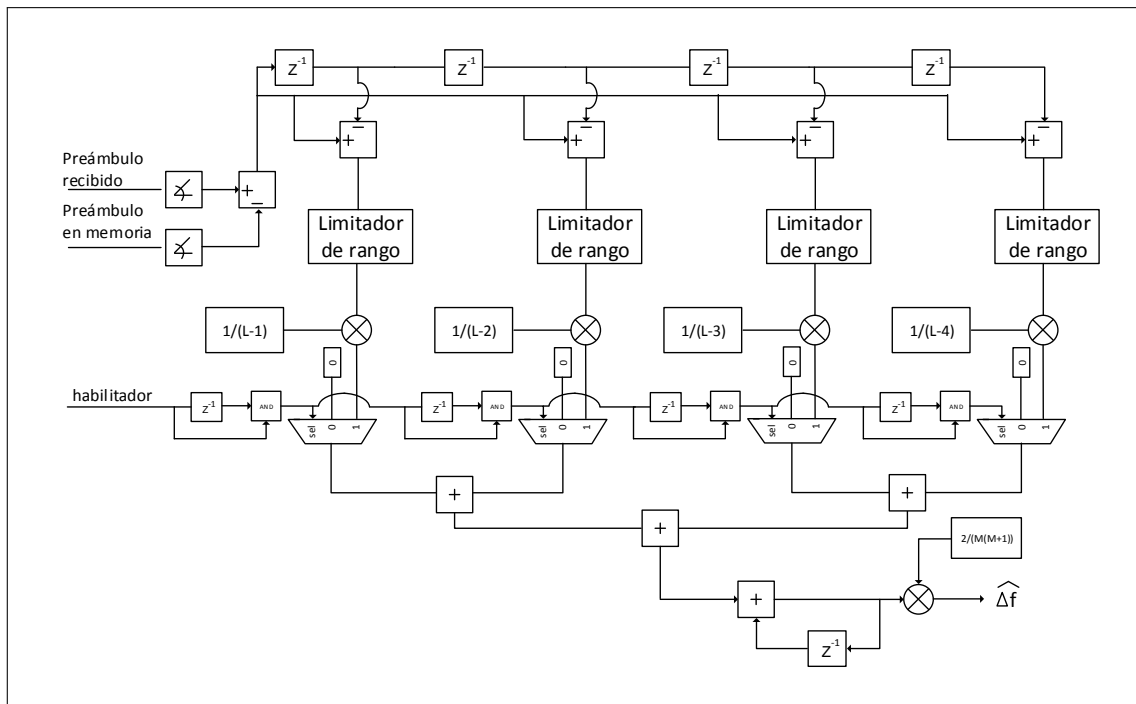 Z⁻¹ Z⁻¹ Z⁻¹ Z⁻¹
− − − −
+ + + +
Preámbulo
recibido
+
−
Preámbulo
en memoria
Limitador
de rango
Limitador
de rango
Limitador
de rango
Limitador
de rango
1/(L-1) 1/(L-2) 1/(L-3) 1/(L-4)
0 0 0 0
habilitador
Z⁻¹ AND Z⁻¹ AND Z⁻¹ AND Z⁻¹ AND
sel 0 1 sel 0 1 sel 0 1 sel 0 1
+ +
+
2/(M(M+1))
+
Δ̂f
Z⁻¹